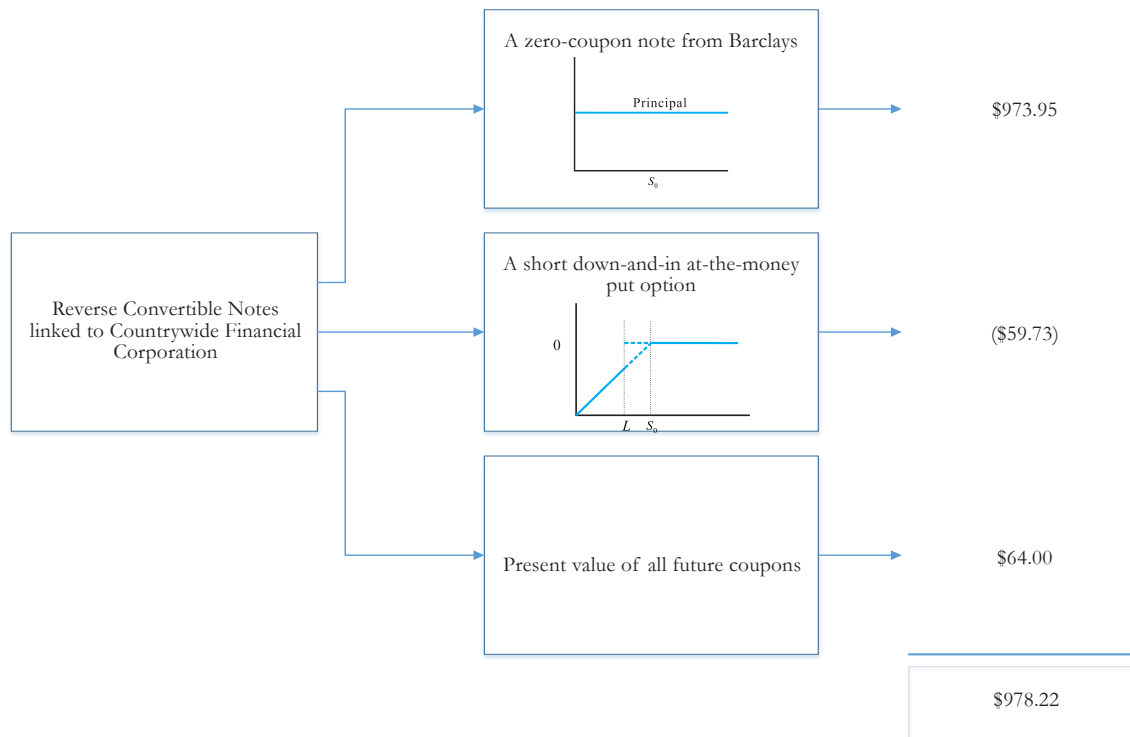 A zero-coupon note from Barclays
Principal
S0
$973.95
Reverse Convertible Notes
linked to Countrywide Financial
Corporation
A short down-and-in at-the-money
put option
0
L S0
($59.73)
Present value of all future coupons
$64.00
$978.22